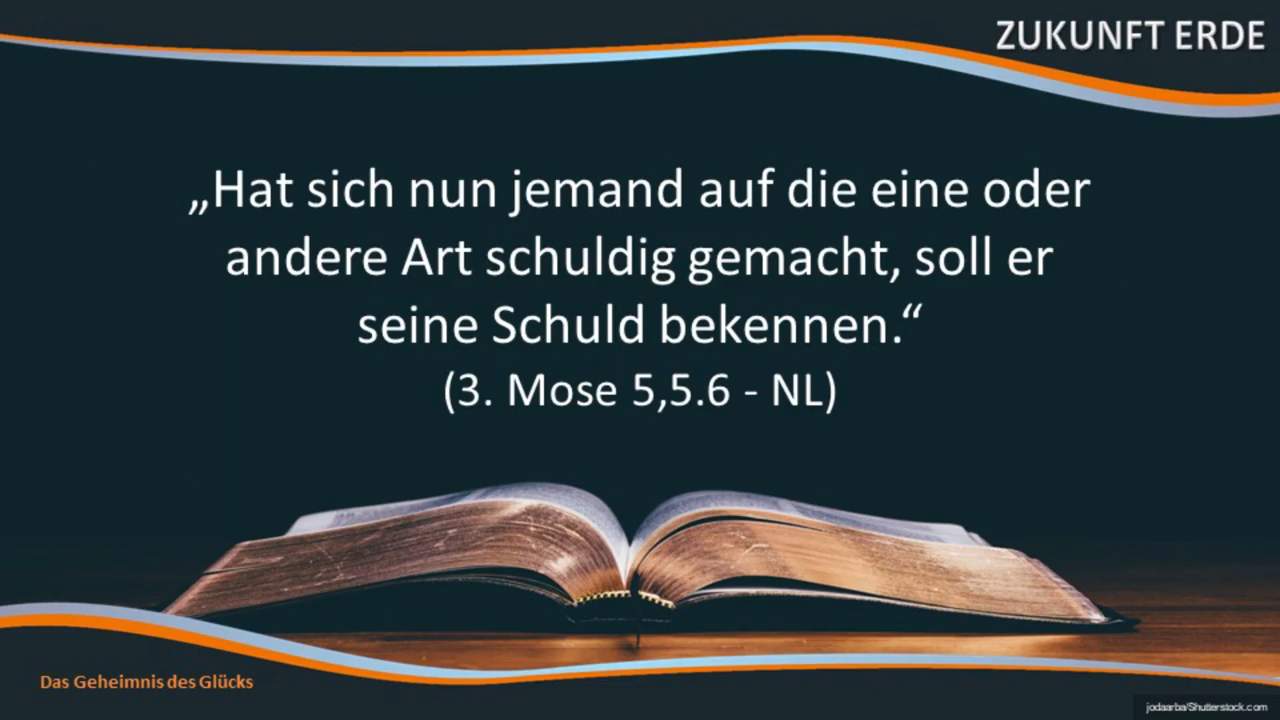 ZUKUNFT ERDE
„Hat sich nun jemand auf die eine oder
andere Art schuldig gemacht, soll er
seine Schuld bekennen.“
(3. Mose 5,5.6 - NL)
Das Geheimnis des Glücks
jodaarba/Shutterstock.com